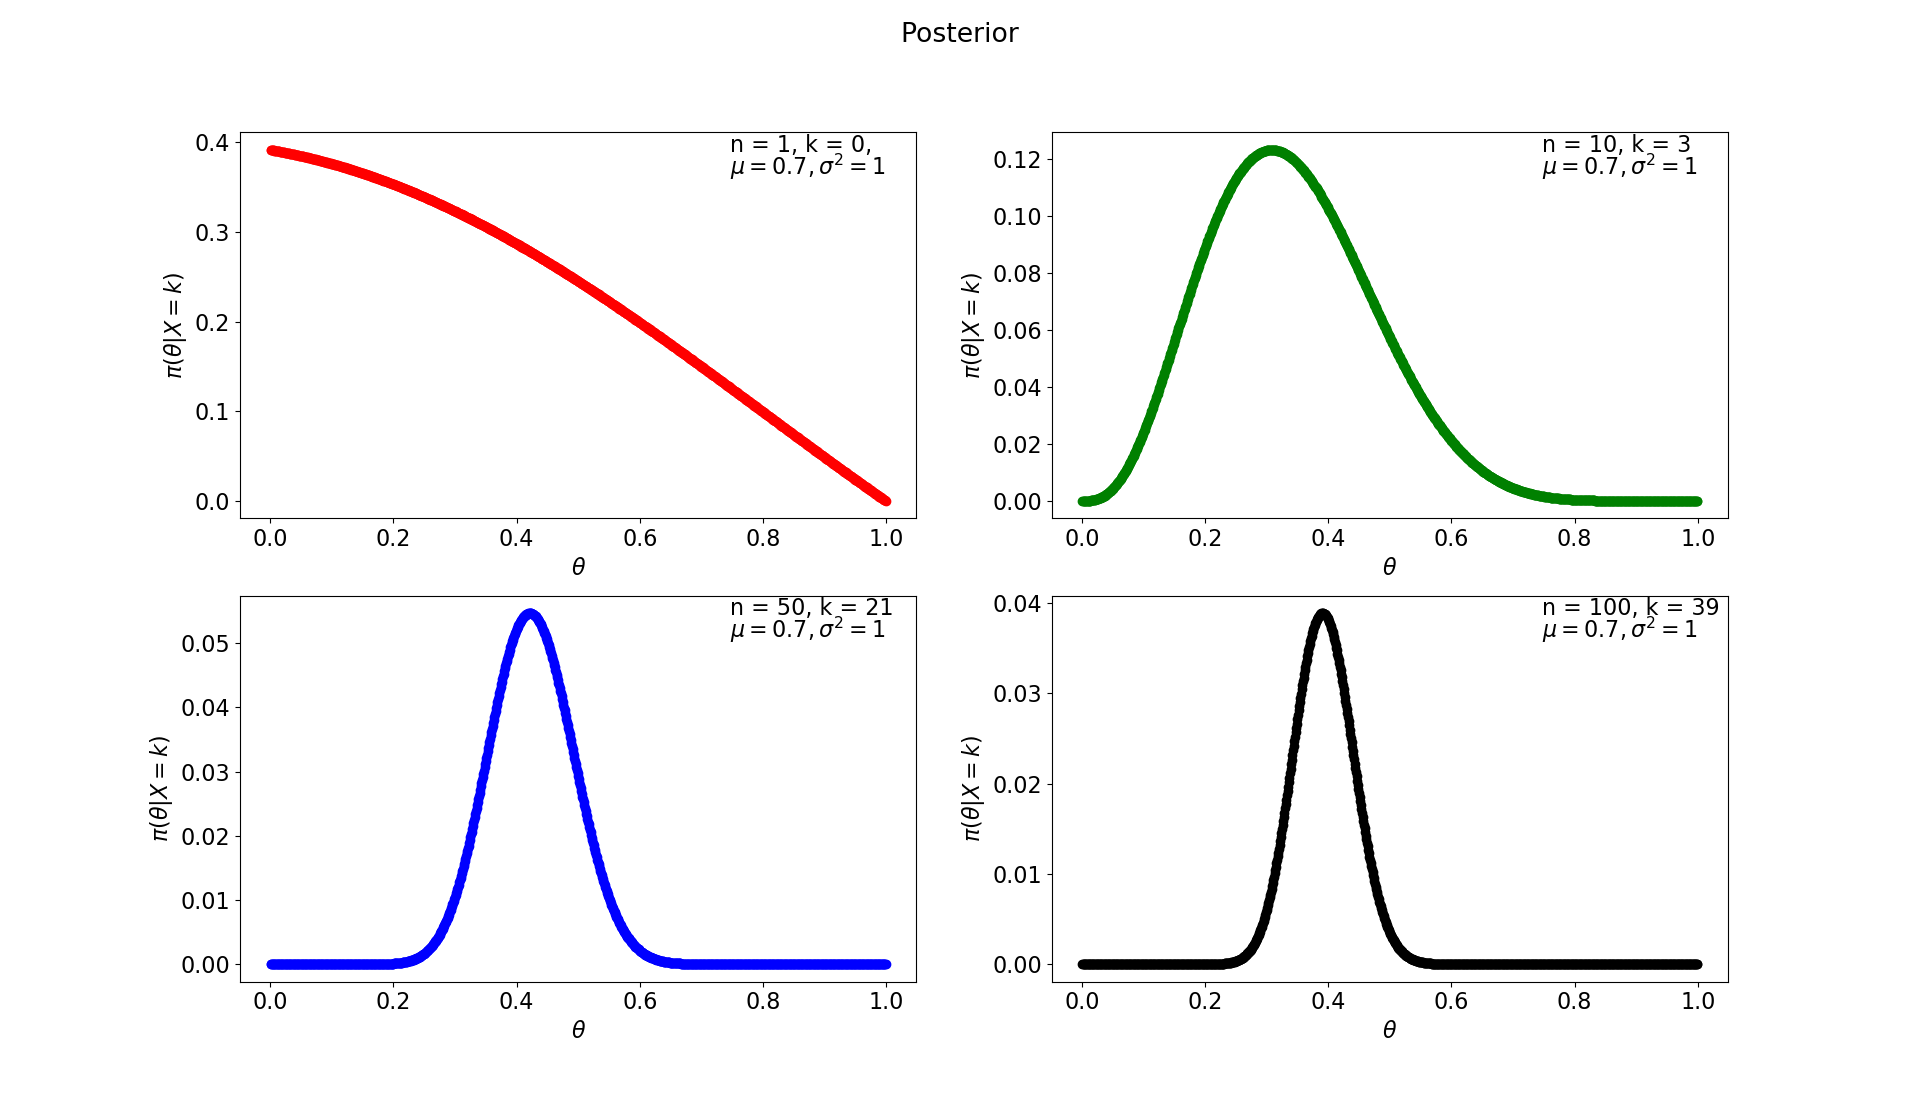 Posterior
n = 1, k = 0,
μ = 0.7, σ² = 1
π(θ|X = k)
0.4
0.3
0.2
0.1
0.0
0.0 0.2 0.4 0.6 0.8 1.0
θ
n = 10, k = 3
μ = 0.7, σ² = 1
π(θ|X = k)
0.12
0.10
0.08
0.06
0.04
0.02
0.00
0.0 0.2 0.4 0.6 0.8 1.0
θ
n = 50, k = 21
μ = 0.7, σ² = 1
π(θ|X = k)
0.05
0.04
0.03
0.02
0.01
0.00
0.0 0.2 0.4 0.6 0.8 1.0
θ
n = 100, k = 39
μ = 0.7, σ² = 1
π(θ|X = k)
0.04
0.03
0.02
0.01
0.00
0.0 0.2 0.4 0.6 0.8 1.0
θ